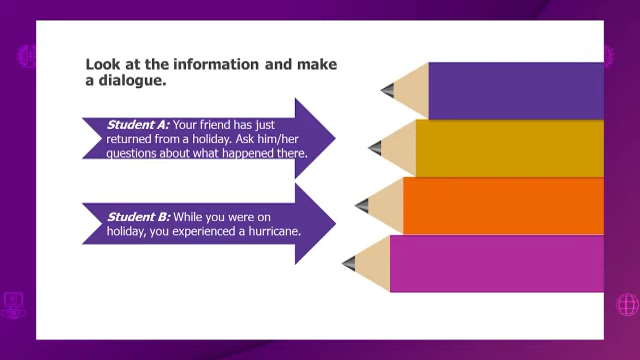 Look at the information and make
a dialogue.
Student A: Your friend has just
returned from a holiday. Ask him/her
questions about what happened there.
Student B: While you were on
holiday, you experienced a hurricane.